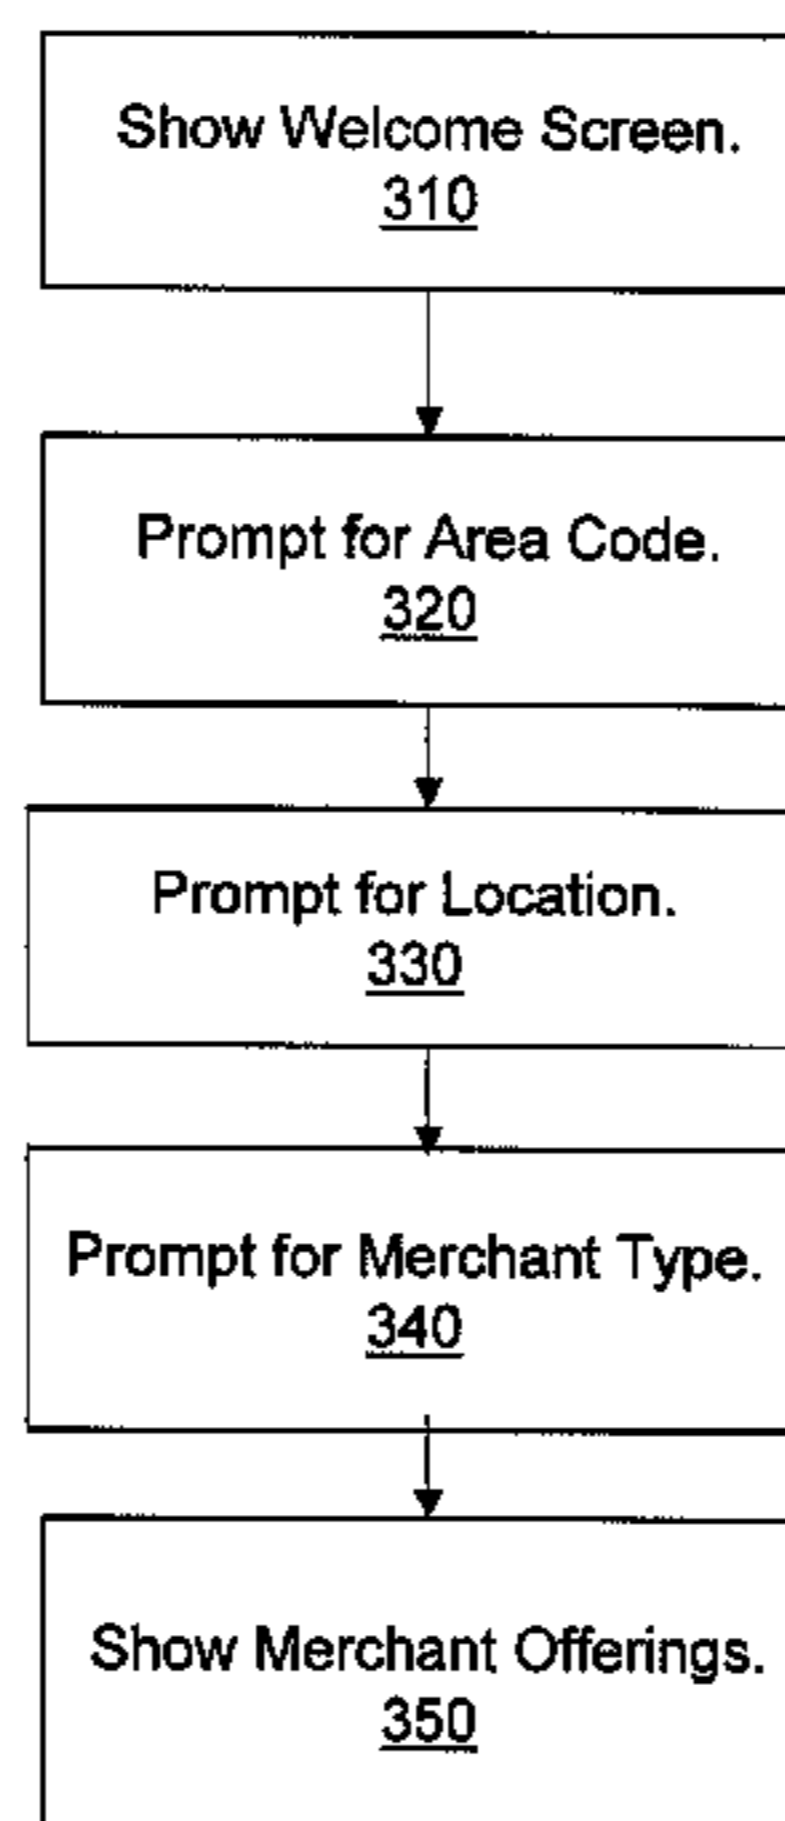 Show Welcome Screen.
310
Prompt for Area Code.
320
Prompt for Location.
330
Prompt for Merchant Type.
340
Show Merchant Offerings.
350